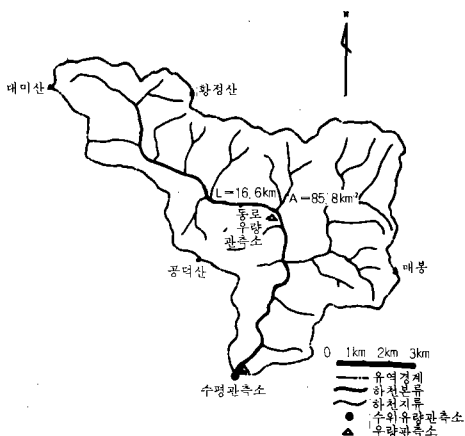 N
대미산
황정산
L=16.6km
A=85.8km²
동로
우량
관측소
공덕산
매봉
수평관측소
0 1km 2km 3km
유역경계
하천본류
하천지류
수위유량관측소
우량관측소